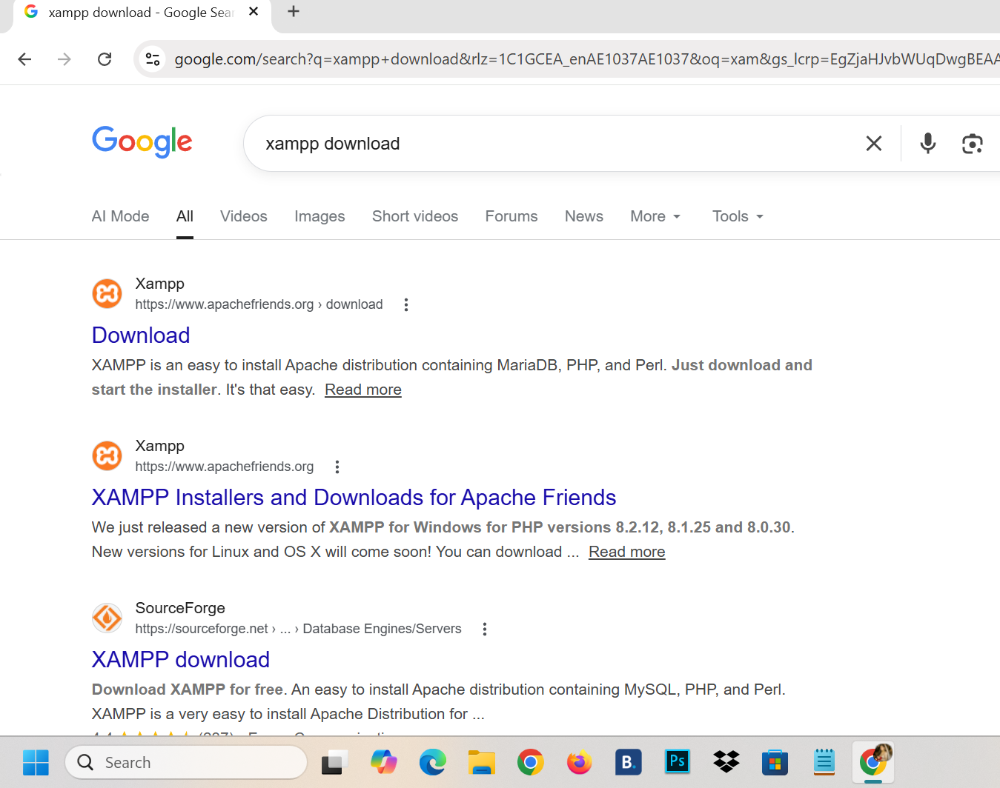 xampp download - Google Sea
google.com/search?q=xampp+download&rlz=1C1GCEA_enAE1037AE1037&oq=xam&gs_lcrp=EgZjaHJvbWUqDwgBEAA
Google
xampp download
AI Mode All Videos Images Short videos Forums News More Tools
Xampp
https://www.apachefriends.org › download
Download
XAMPP is an easy to install Apache distribution containing MariaDB, PHP, and Perl. Just download and
start the installer. It's that easy. Read more
Xampp
https://www.apachefriends.org
XAMPP Installers and Downloads for Apache Friends
We just released a new version of XAMPP for Windows for PHP versions 8.2.12, 8.1.25 and 8.0.30.
New versions for Linux and OS X will come soon! You can download ... Read more
SourceForge
https://sourceforge.net › ... › Database Engines/Servers
XAMPP download
Download XAMPP for free. An easy to install Apache distribution containing MySQL, PHP, and Perl.
XAMPP is a very easy to install Apache Distribution for ...
Search
B.
Ps